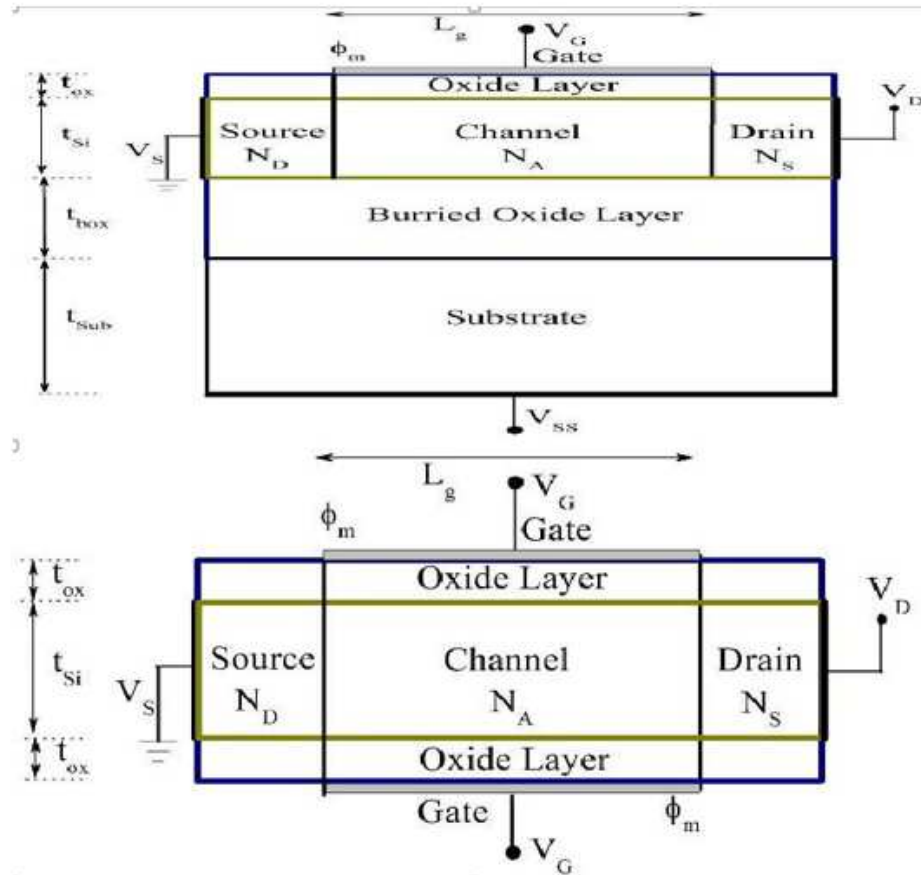 L_g
V_G
ϕ_m
Gate
t_ox
Oxide Layer
V_D
t_Si
Source
Channel
Drain
V_S
N_D
N_A
N_S
t_box
Burried Oxide Layer
t_Sub
Substrate
V_ss
L_g
V_G
ϕ_m
Gate
t_ox
Oxide Layer
V_D
t_Si
Source
Channel
Drain
V_S
N_D
N_A
N_S
t_ox
Oxide Layer
Gate
ϕ_m
V_G